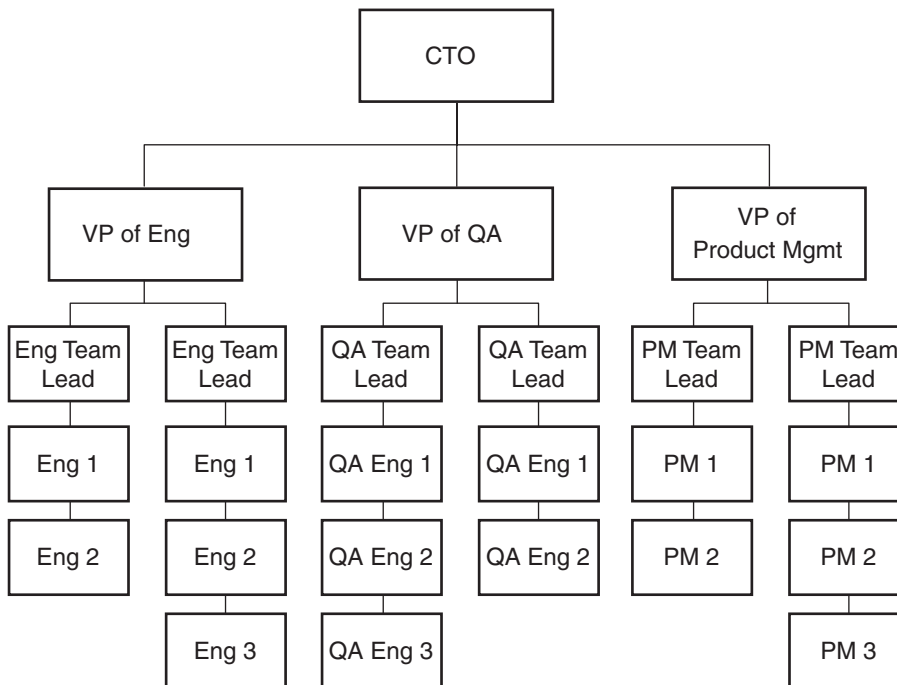 CTO
VP of Eng
VP of QA
VP of
Product Mgmt
Eng Team
Lead
Eng Team
Lead
QA Team
Lead
QA Team
Lead
PM Team
Lead
PM Team
Lead
Eng 1
Eng 1
QA Eng 1
QA Eng 1
PM 1
PM 1
Eng 2
Eng 2
QA Eng 2
QA Eng 2
PM 2
PM 2
Eng 3
QA Eng 3
PM 3